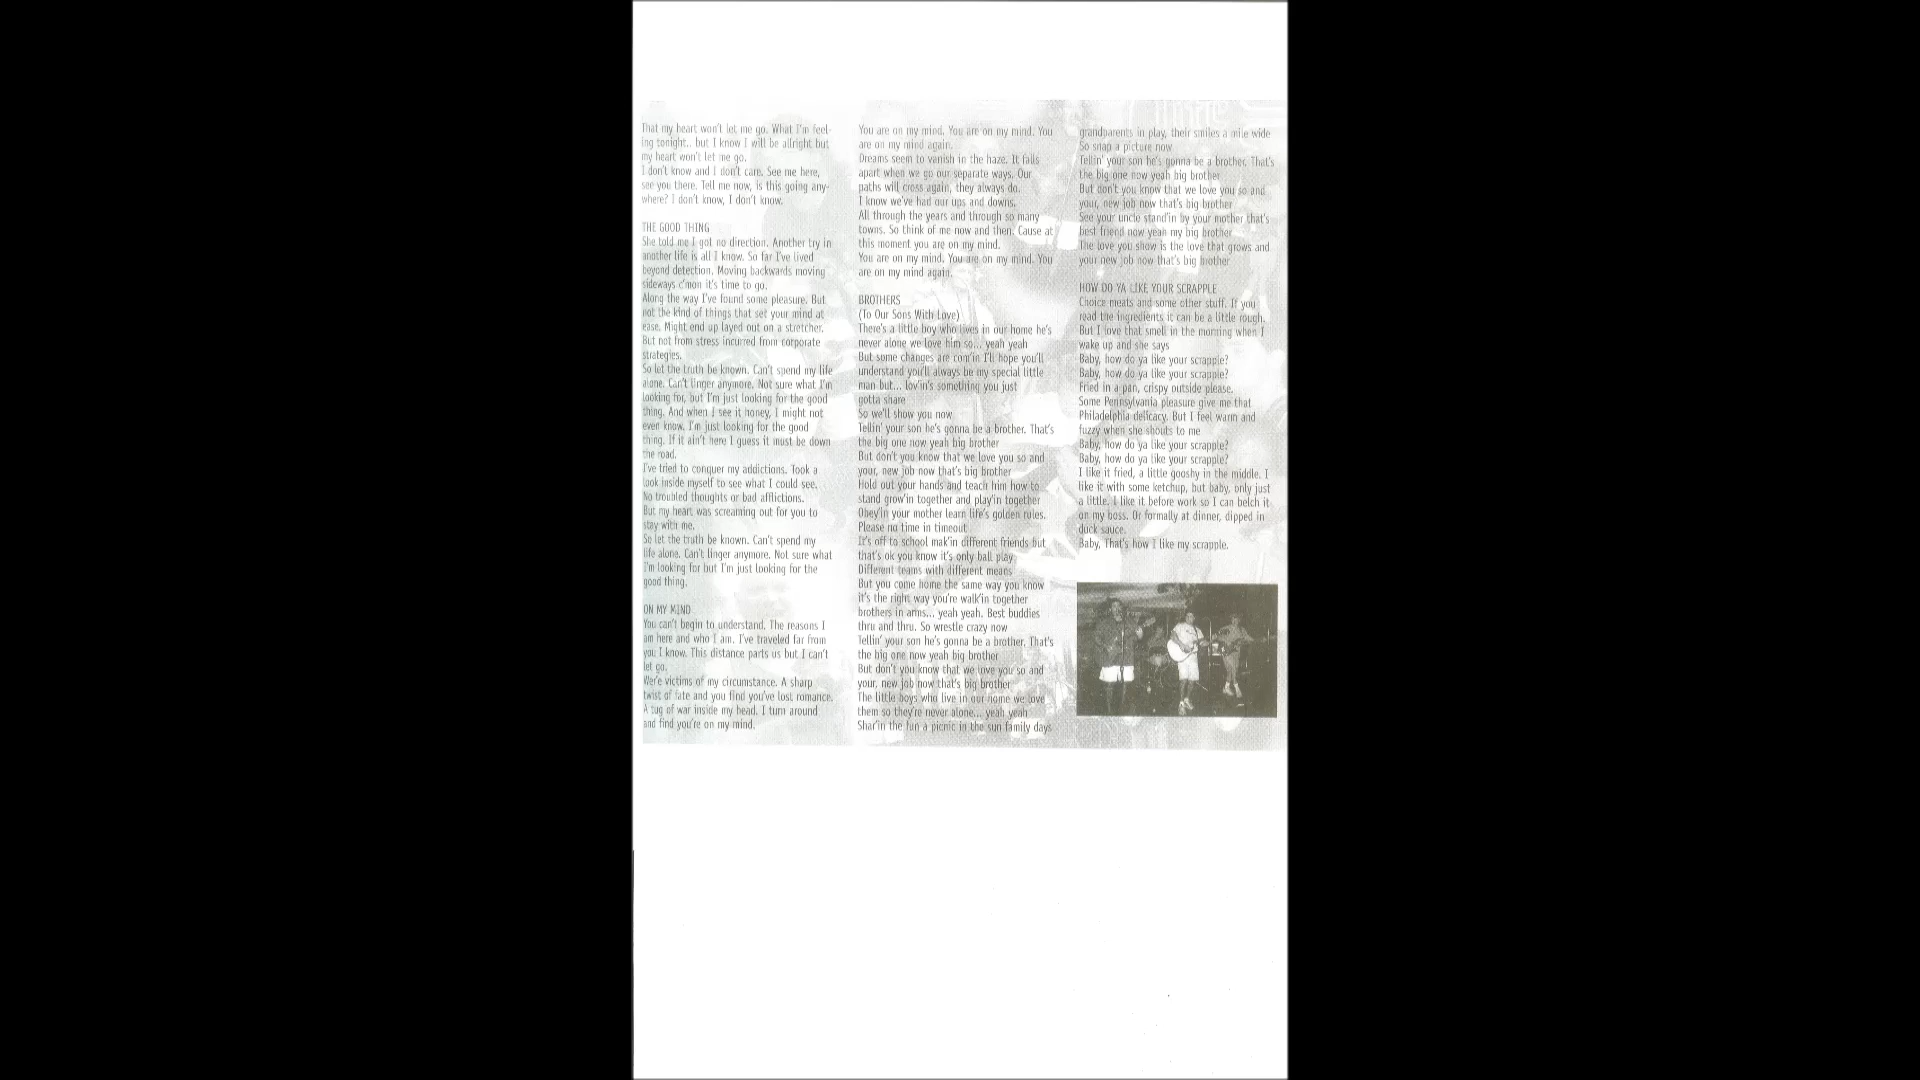 That my heart won't let me go. What I'm feel-
ing tonight.. but I know I will be allright but
my heart won't let me go.
I don't know and I don't care. See me here,
see you there. Tell me now, is this going any-
where? I don't know, I don't know.
THE GOOD THING
She told me I got no direction. Another try in
another life is all I know. So far I've lived
beyond detection. Moving backwards moving
sideways c'mon it's time to go.
Along the way I've found some pleasure. But
not the kind of things that set your mind at
ease. Might end up layed out on a stretcher.
But not from stress incurred from corporate
strategies.
So let the truth be known. Can't spend my life
alone. Can't linger anymore. Not sure what I'm
looking for, but I'm just looking for the good
thing. And when I see it honey, I might not
even know. I'm just looking for the good
thing. If it ain't here I guess it must be down
the road.
I've tried to conquer my addictions. Took a
look inside myself to see what I could see.
No troubled thoughts or bad afflictions.
But my heart was screaming out for you to
stay with me.
So let the truth be known. Can't spend my
life alone. Can't linger anymore. Not sure what
I'm looking for but I'm just looking for the
good thing.
ON MY MIND
You can't begin to understand. The reasons I
am here and who I am. I've traveled far from
you I know. This distance parts us but I can't
let go.
We're victims of my circumstance. A sharp
twist of fate and you find you've lost romance.
A tug of war inside my head. I turn around
and find you're on my mind.
You are on my mind. You are on my mind. You
are on my mind again.
Dreams seem to vanish in the haze. It falls
apart when we go our separate ways. Our
paths will cross again, they always do.
I know we've had our ups and downs.
All through the years and through so many
towns. So think of me now and then. Cause at
this moment you are on my mind.
You are on my mind. You are on my mind. You
are on my mind again.
BROTHERS
(To Our Sons With Love)
There's a little boy who lives in our home he's
never alone we love him so... yeah yeah
But some changes are com'in I'll hope you'll
understand you'll always be my special little
man but... lov'in's something you just
gotta share
So we'll show you now
Tellin' your son he's gonna be a brother. That's
the big one now yeah big brother
But don't you know that we love you so and
your, new job now that's big brother
Hold out your hands and teach him how to
stand grow'in together and play'in together
Obey'in your mother learn life's golden rules.
Please no time in timeout
It's off to school mak'in different friends but
that's ok you know it's only ball play
Different teams with different means
But you come home the same way you know
it's the right way you're walk'in together
brothers in arms... yeah yeah. Best buddies
thru and thru. So wrestle crazy now
Tellin' your son he's gonna be a brother. That's
the big one now yeah big brother
But don't you know that we love you so and
your, new job now that's big brother
The little boys who live in our home we love
them so they're never alone... yeah yeah
Shar'in the fun a picnic in the sun family days
grandparents in play, their smiles a mile wide
So snap a picture now
Tellin' your son he's gonna be a brother. That's
the big one now yeah big brother
But don't you know that we love you so and
your, new job now that's big brother
See your uncle stand'in by your mother that's
best friend now yeah my big brother
The love you show is the love that grows and
your new job now that's big brother
HOW DO YA LIKE YOUR SCRAPPLE
Choice meats and some other stuff. If you
read the ingredients it can be a little rough.
But I love that smell in the morning when I
wake up and she says
Baby, how do ya like your scrapple?
Baby, how do ya like your scrapple?
Fried in a pan, crispy outside please.
Some Pennsylvania pleasure give me that
Philadelphia delicacy. But I feel warm and
fuzzy when she shouts to me
Baby, how do ya like your scrapple?
Baby, how do ya like your scrapple?
I like it fried, a little gooshy in the middle. I
like it with some ketchup, but baby, only just
a little. I like it before work so I can belch it
on my boss. Or formally at dinner, dipped in
duck sauce.
Baby, That's how I like my scrapple.